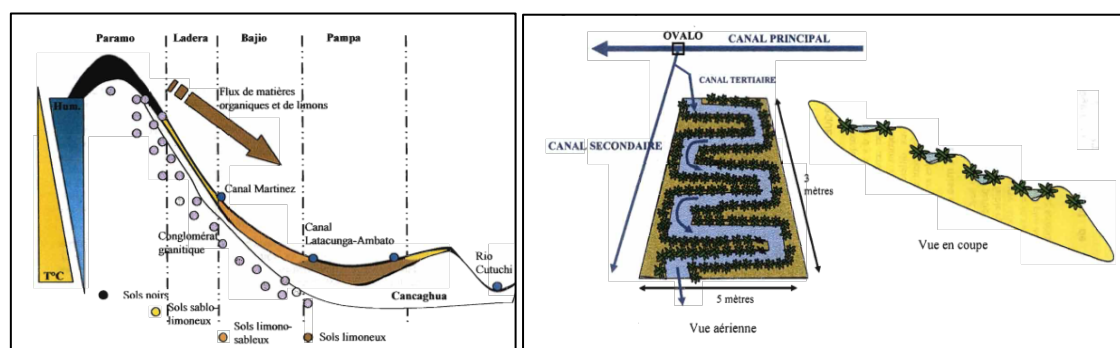 Paramo
Ladera
Bajio
Pampa
Hum.
T°C
Flux de matières
organiques et de limons
Canal Martinez
Conglomérat
granitique
Canal
Latacunga-Ambato
Rio
Cutuchi
Cancaghua
Sols noirs
Sols sablo-
limoneux
Sols limono-
sableux
Sols limoneux
OVALO
CANAL PRINCIPAL
CANAL TERTIAIRE
CANAL SECONDAIRE
3
mètres
5 mètres
Vue aérienne
Vue en coupe